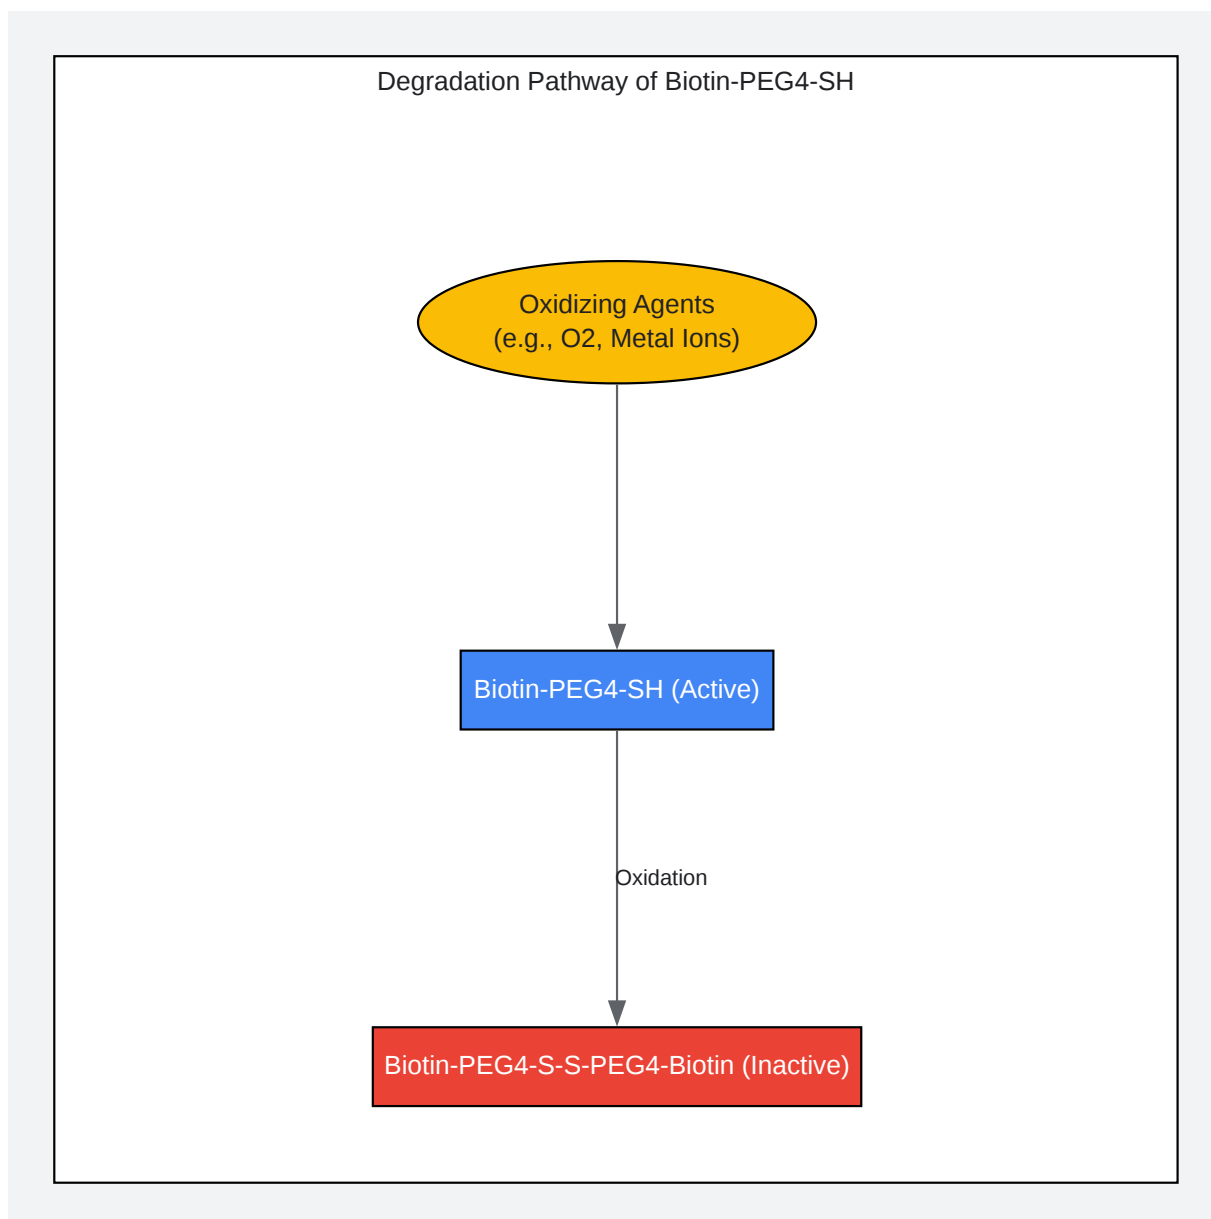 Degradation Pathway of Biotin-PEG4-SH
Oxidizing Agents
(e.g., O2, Metal Ions)
Biotin-PEG4-SH (Active)
Oxidation
Biotin-PEG4-S-S-PEG4-Biotin (Inactive)